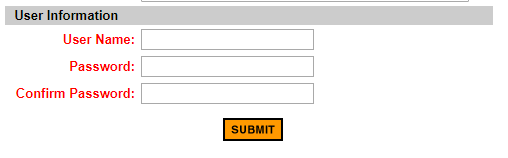 User Information
User Name:
Password:
Confirm Password:
SUBMIT